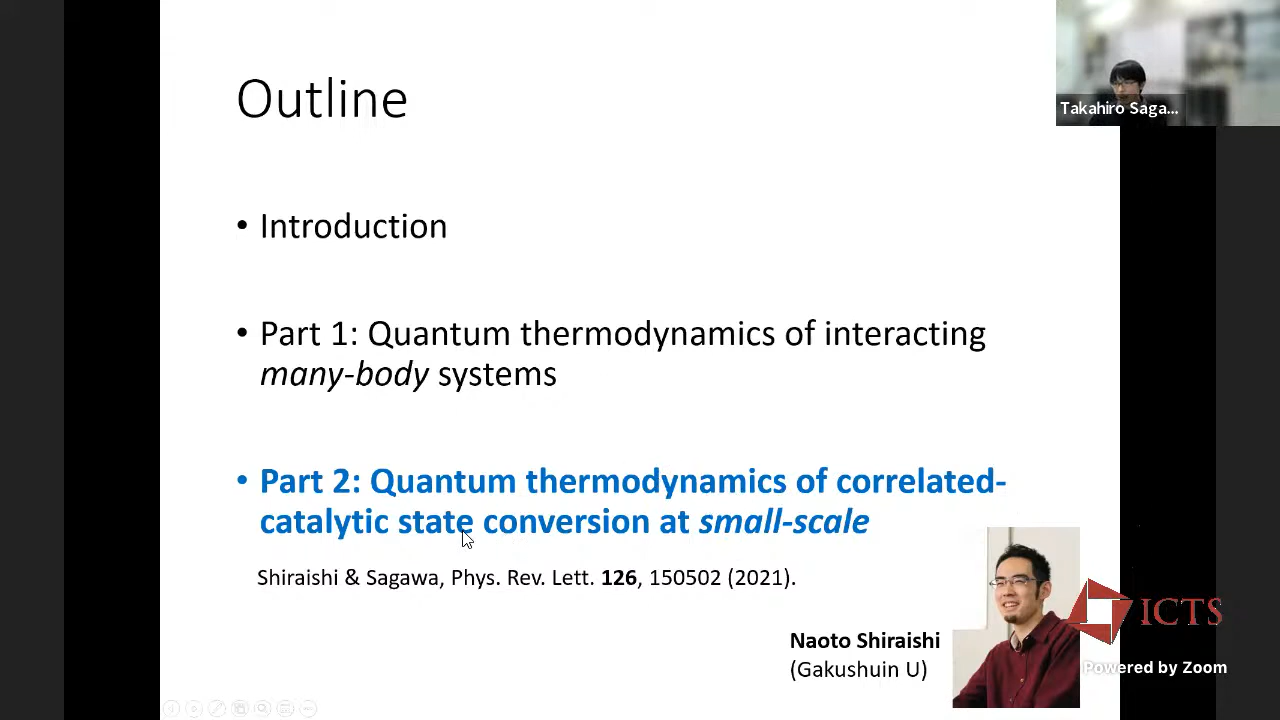 Outline
Takahiro Saga...
• Introduction
• Part 1: Quantum thermodynamics of interacting
many-body systems
• Part 2: Quantum thermodynamics of correlated-
catalytic state conversion at small-scale
Shiraishi & Sagawa, Phys. Rev. Lett. 126, 150502 (2021).
Naoto Shiraishi
(Gakushuin U)
ICTS
Powered by Zoom